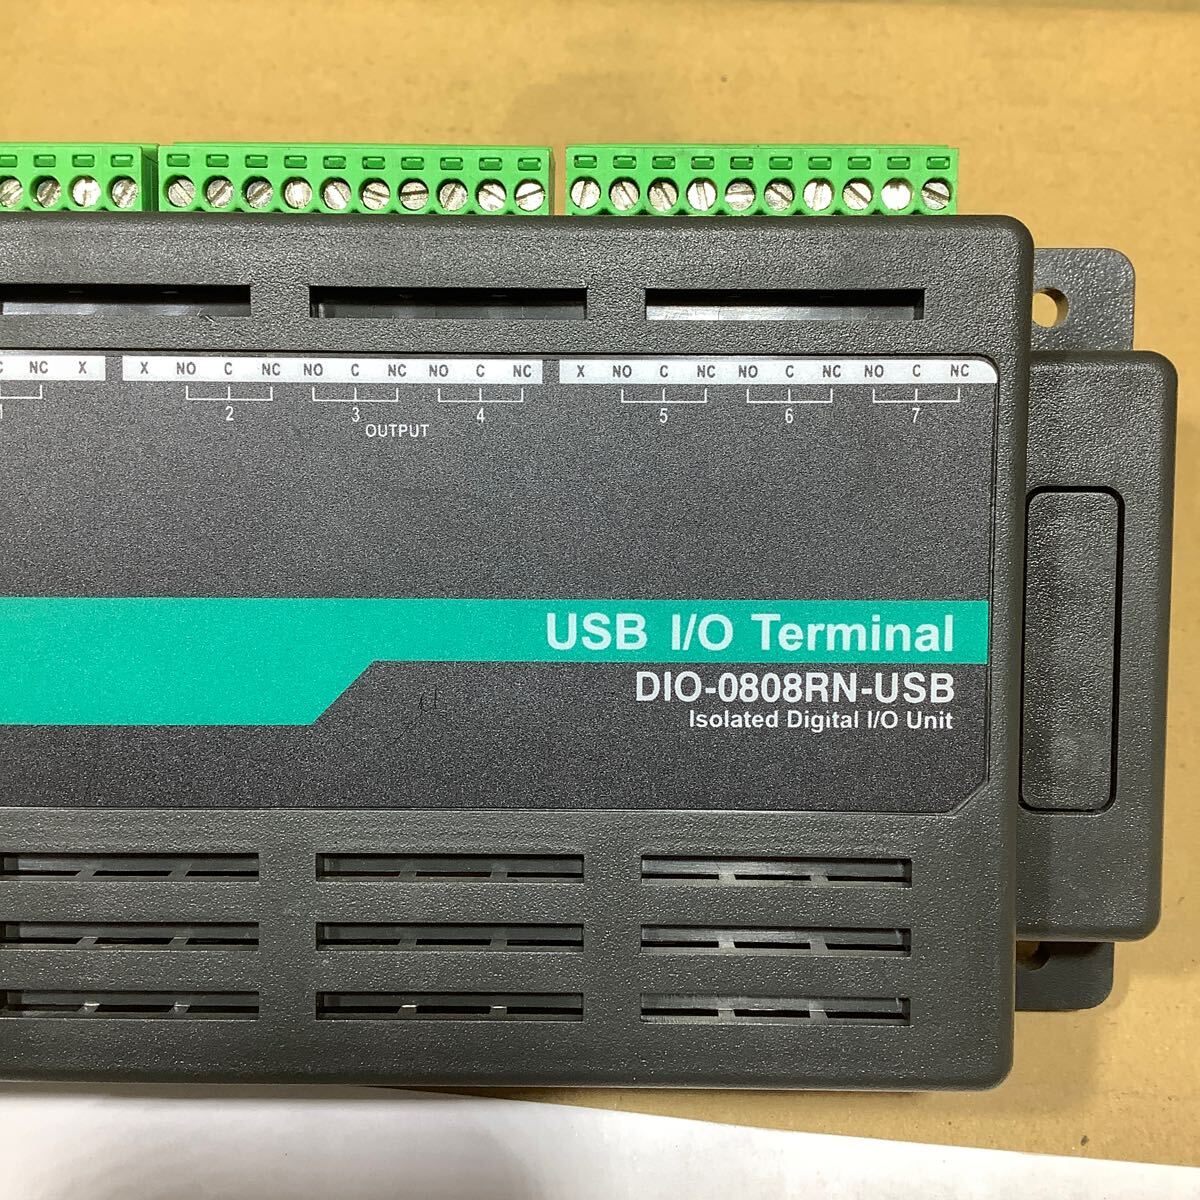 C NC X X NO C NC NO C NC NO C NC X NO C NC NO C NC NO C NC
1 2 3 4 5 6 7
OUTPUT
USB I/O Terminal
DIO-0808RN-USB
Isolated Digital I/O Unit